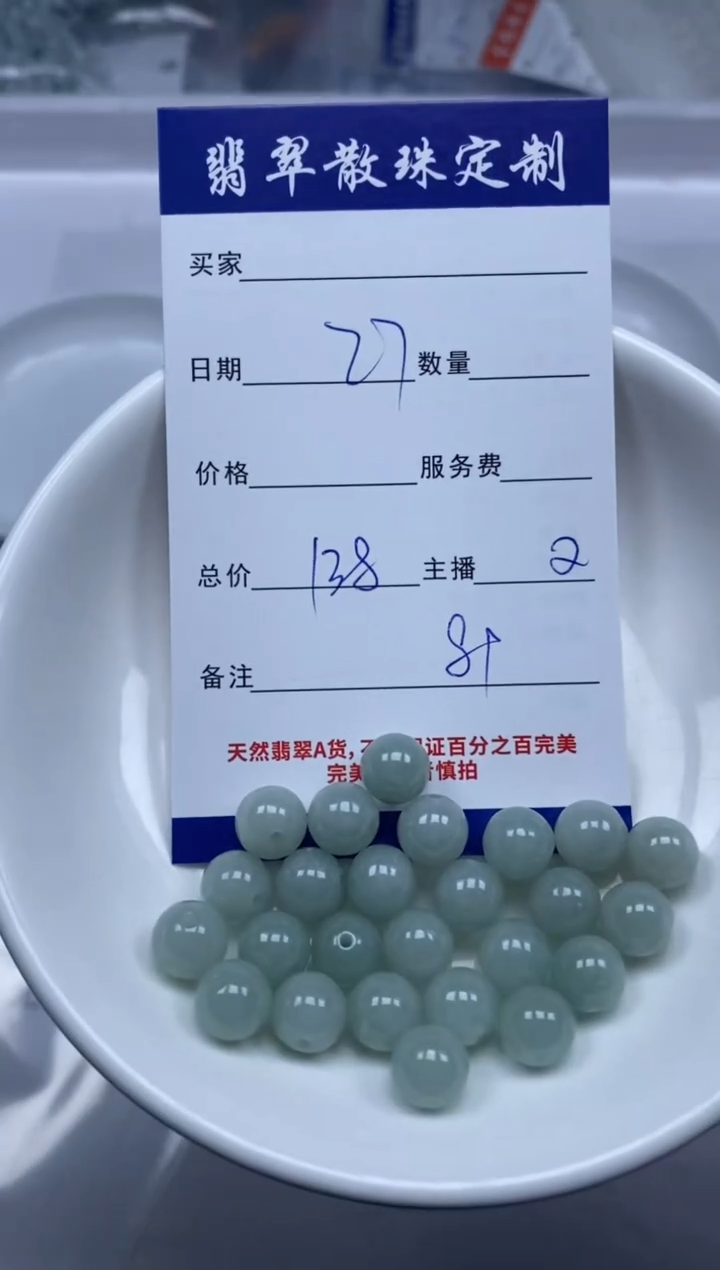 翡翠散珠定制
买家
日期 27 数量
价格 服务费
总价 138 主播 2
备注
天然翡翠A货, 证百分之百完美
完美 慎拍